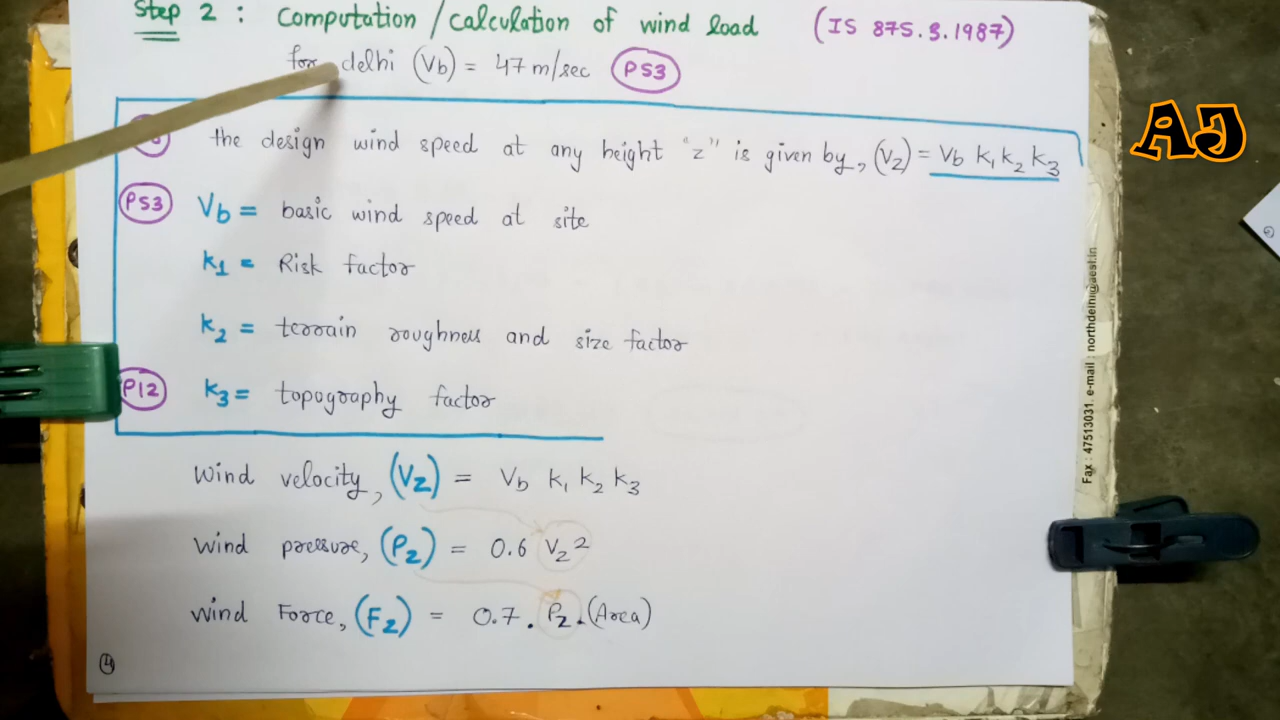 Step 2 : Computation/calculation of wind load (IS 875.3.1987)
for delhi (Vb) = 47 m/sec P53
the design wind speed at any height "z" is given by, (Vz) = Vb k1 k2 k3
P53 Vb = basic wind speed at site
k1 = Risk factor
k2 = terrain roughness and size factor
P12 k3 = topography factor
Wind velocity, (Vz) = Vb k1 k2 k3
Wind pressure, (Pz) = 0.6 Vz2
Wind Force, (Fz) = 0.7 . Pz . (Area)
4
AJ
Fax : 47513031. e-mail : northdelhi@aesl.in